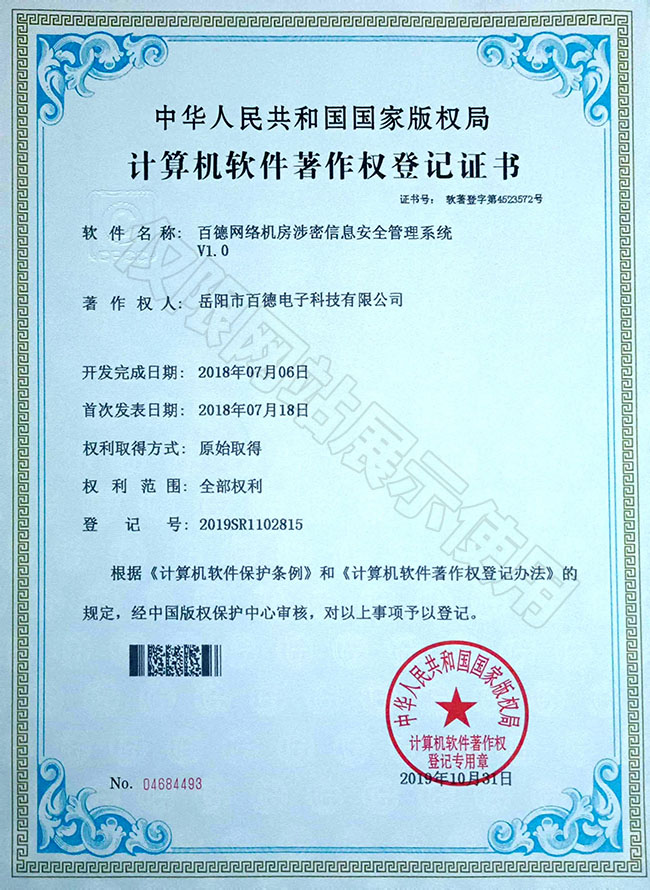 中华人民共和国国家版权局
计算机软件著作权登记证书
证书号： 软著登字第4523572号
软件名称： 百德网络机房涉密信息安全管理系统
V1.0
著作权人： 岳阳市百德电子科技有限公司
开发完成日期： 2018年07月06日
首次发表日期： 2018年07月18日
权利取得方式： 原始取得
权利范围： 全部权利
登记号： 2019SR1102815
根据《计算机软件保护条例》和《计算机软件著作权登记办法》的
规定，经中国版权保护中心审核，对以上事项予以登记。
中华人民共和国国家版权局
计算机软件著作权
登记专用章
No. 04684493
2019年10月31日
仅限网站展示使用